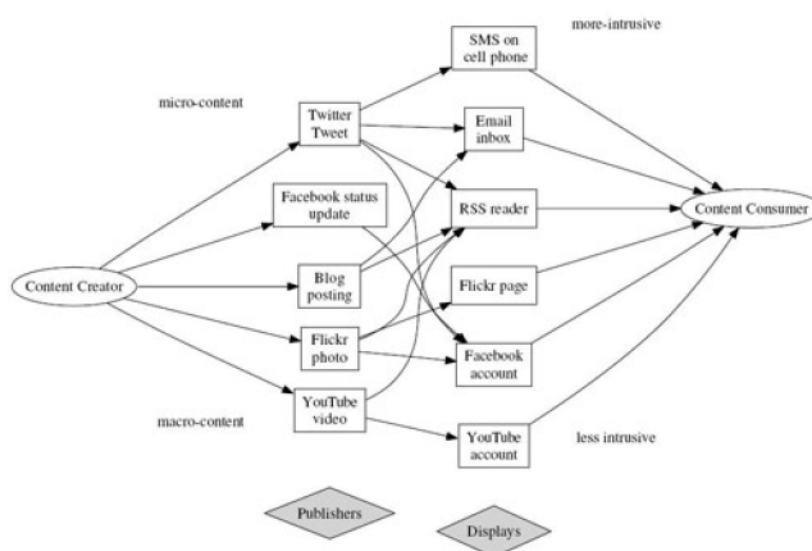 SMS on
cell phone
more-intrusive
micro-content
Twitter
Tweet
Email
inbox
Facebook status
update
RSS reader
Content Consumer
Content Creator
Blog
posting
Flickr page
Flickr
photo
Facebook
account
YouTube
video
macro-content
YouTube
account
less intrusive
Publishers
Displays